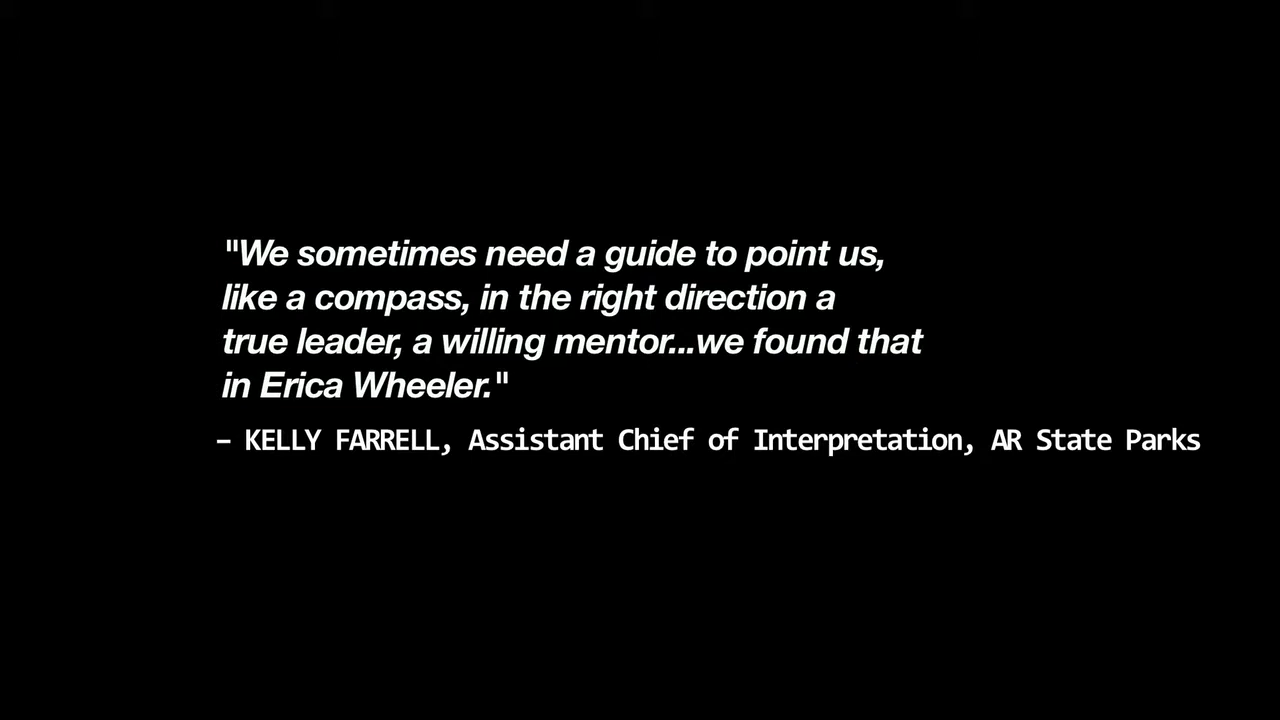 "We sometimes need a guide to point us,
like a compass, in the right direction a
true leader, a willing mentor...we found that
in Erica Wheeler."
– KELLY FARRELL, Assistant Chief of Interpretation, AR State Parks